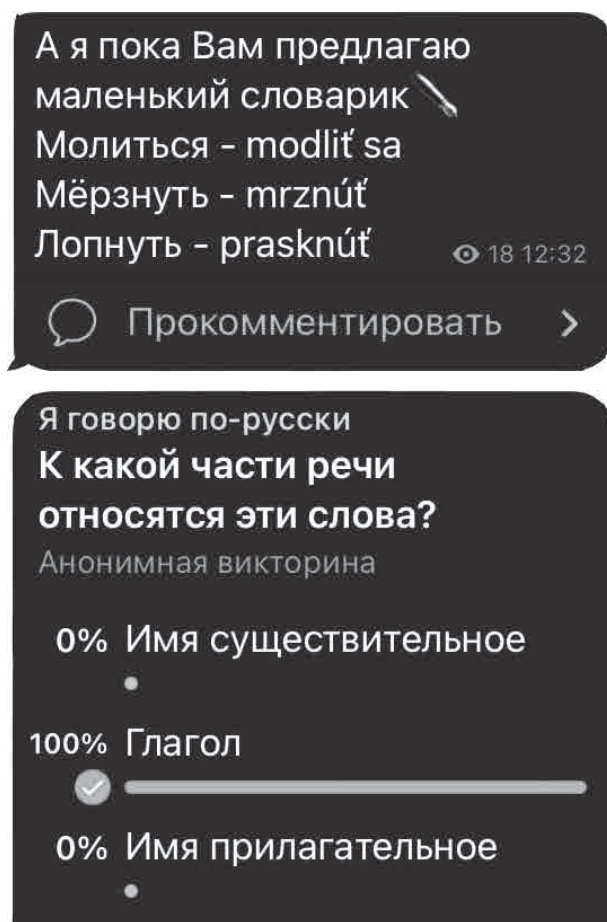 А я пока Вам предлагаю
маленький словарик
Молиться - modliť sa
Мёрзнуть - mrznúť
Лопнуть - prasknúť
18 12:32
Прокомментировать
Я говорю по-русски
К какой части речи
относятся эти слова?
Анонимная викторина
0% Имя существительное
100% Глагол
0% Имя прилагательное